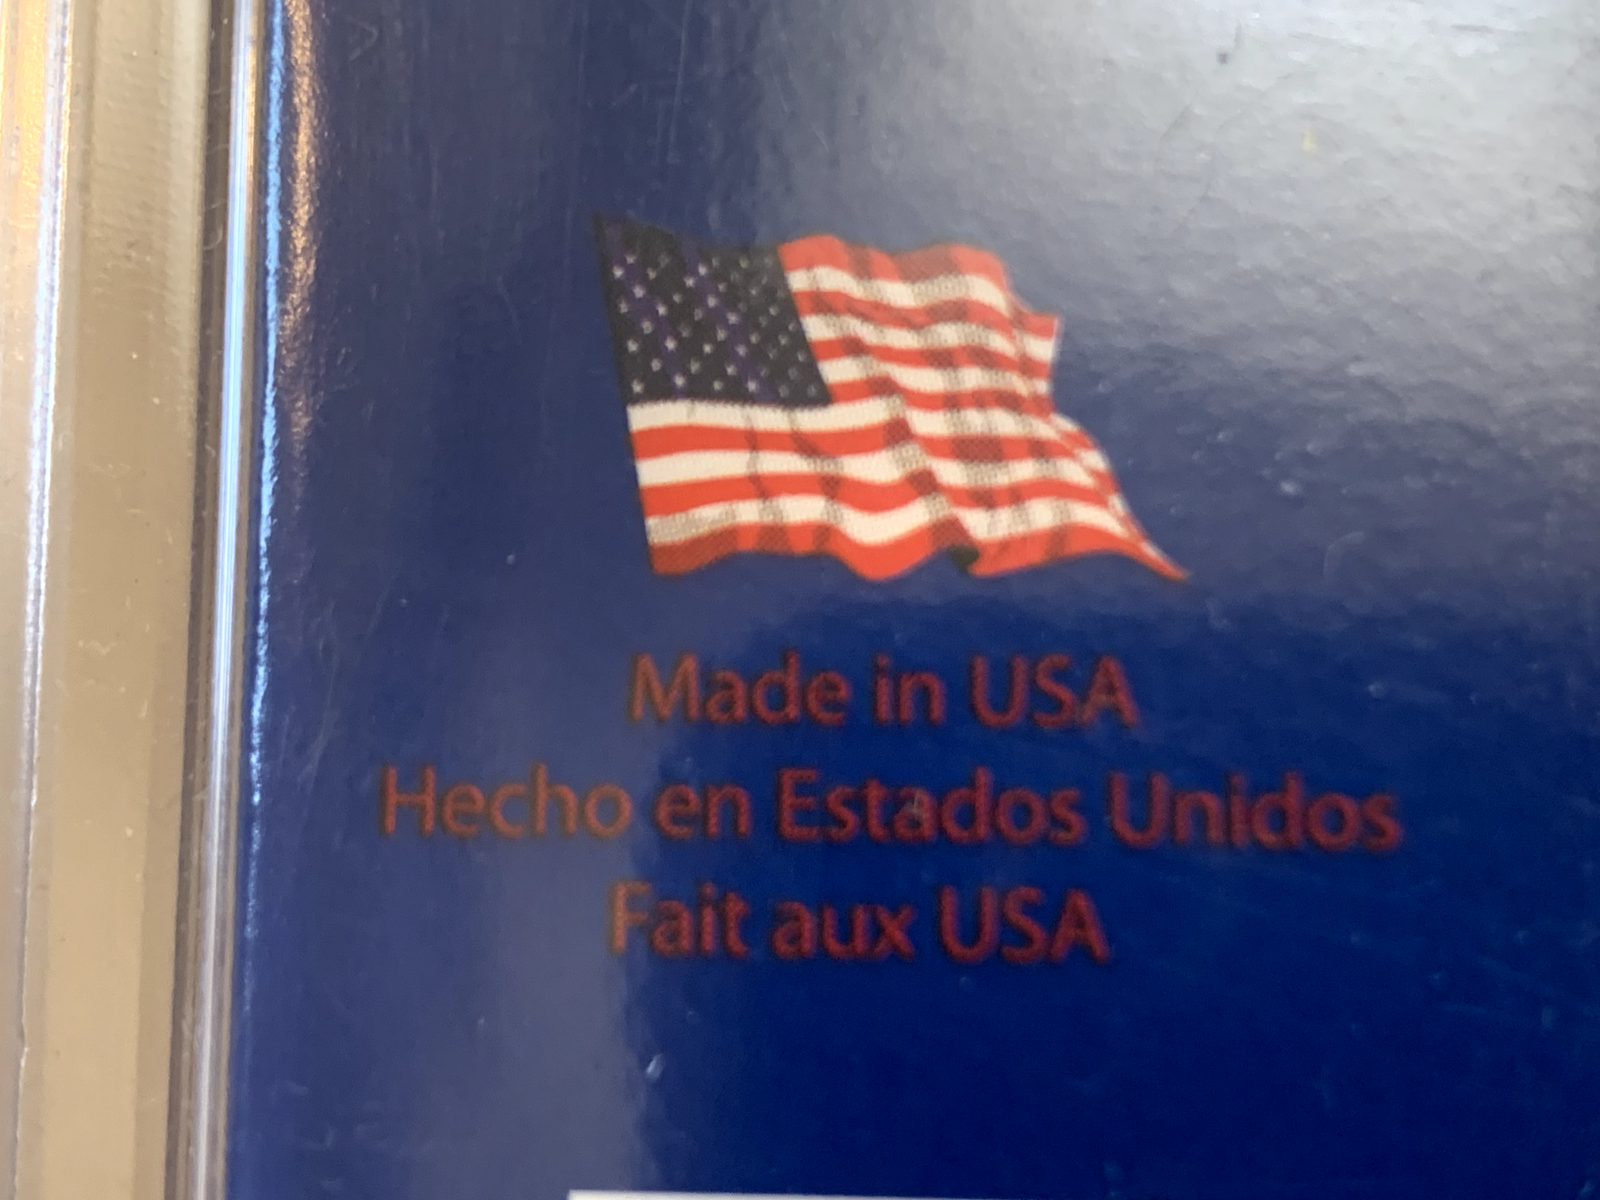 Made in USA
Hecho en Estados Unidos
Fait aux USA